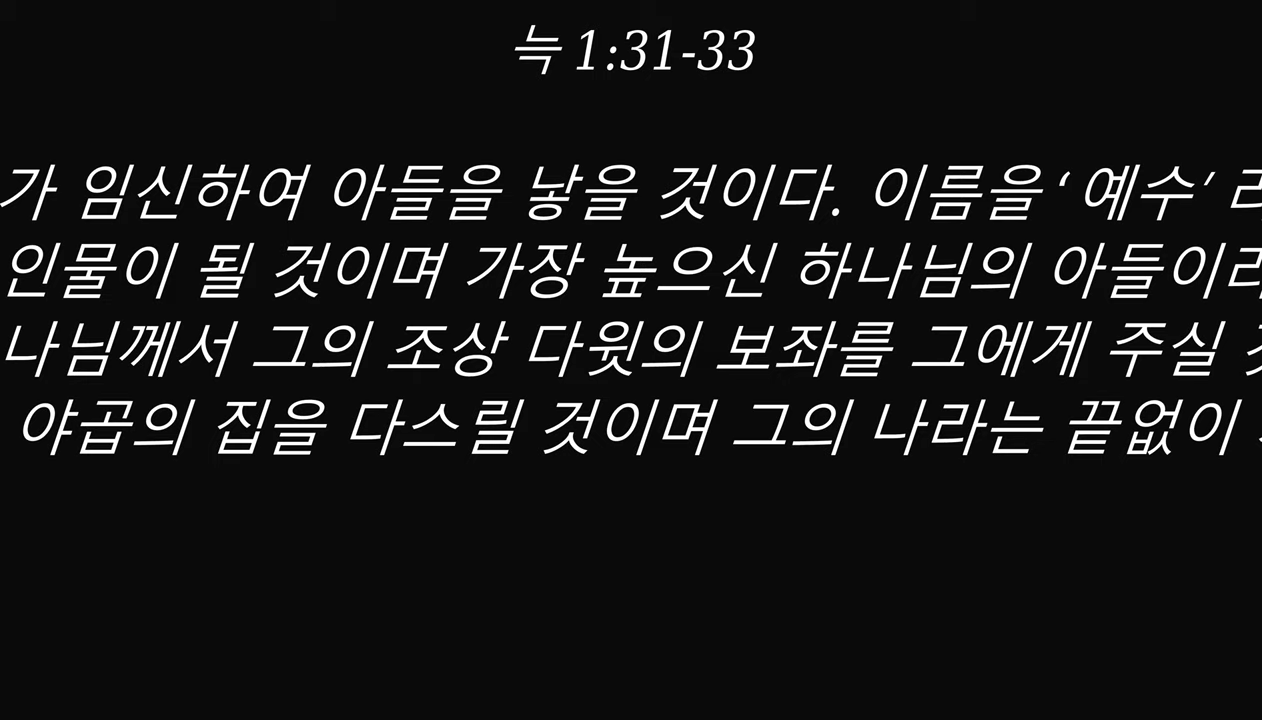 늑 1:31-33
가 임신하여 아들을 낳을 것이다. 이름을 ‘예수’ 라
인물이 될 것이며 가장 높으신 하나님의 아들이라
나님께서 그의 조상 다윗의 보좌를 그에게 주실
야곱의 집을 다스릴 것이며 그의 나라는 끝없이